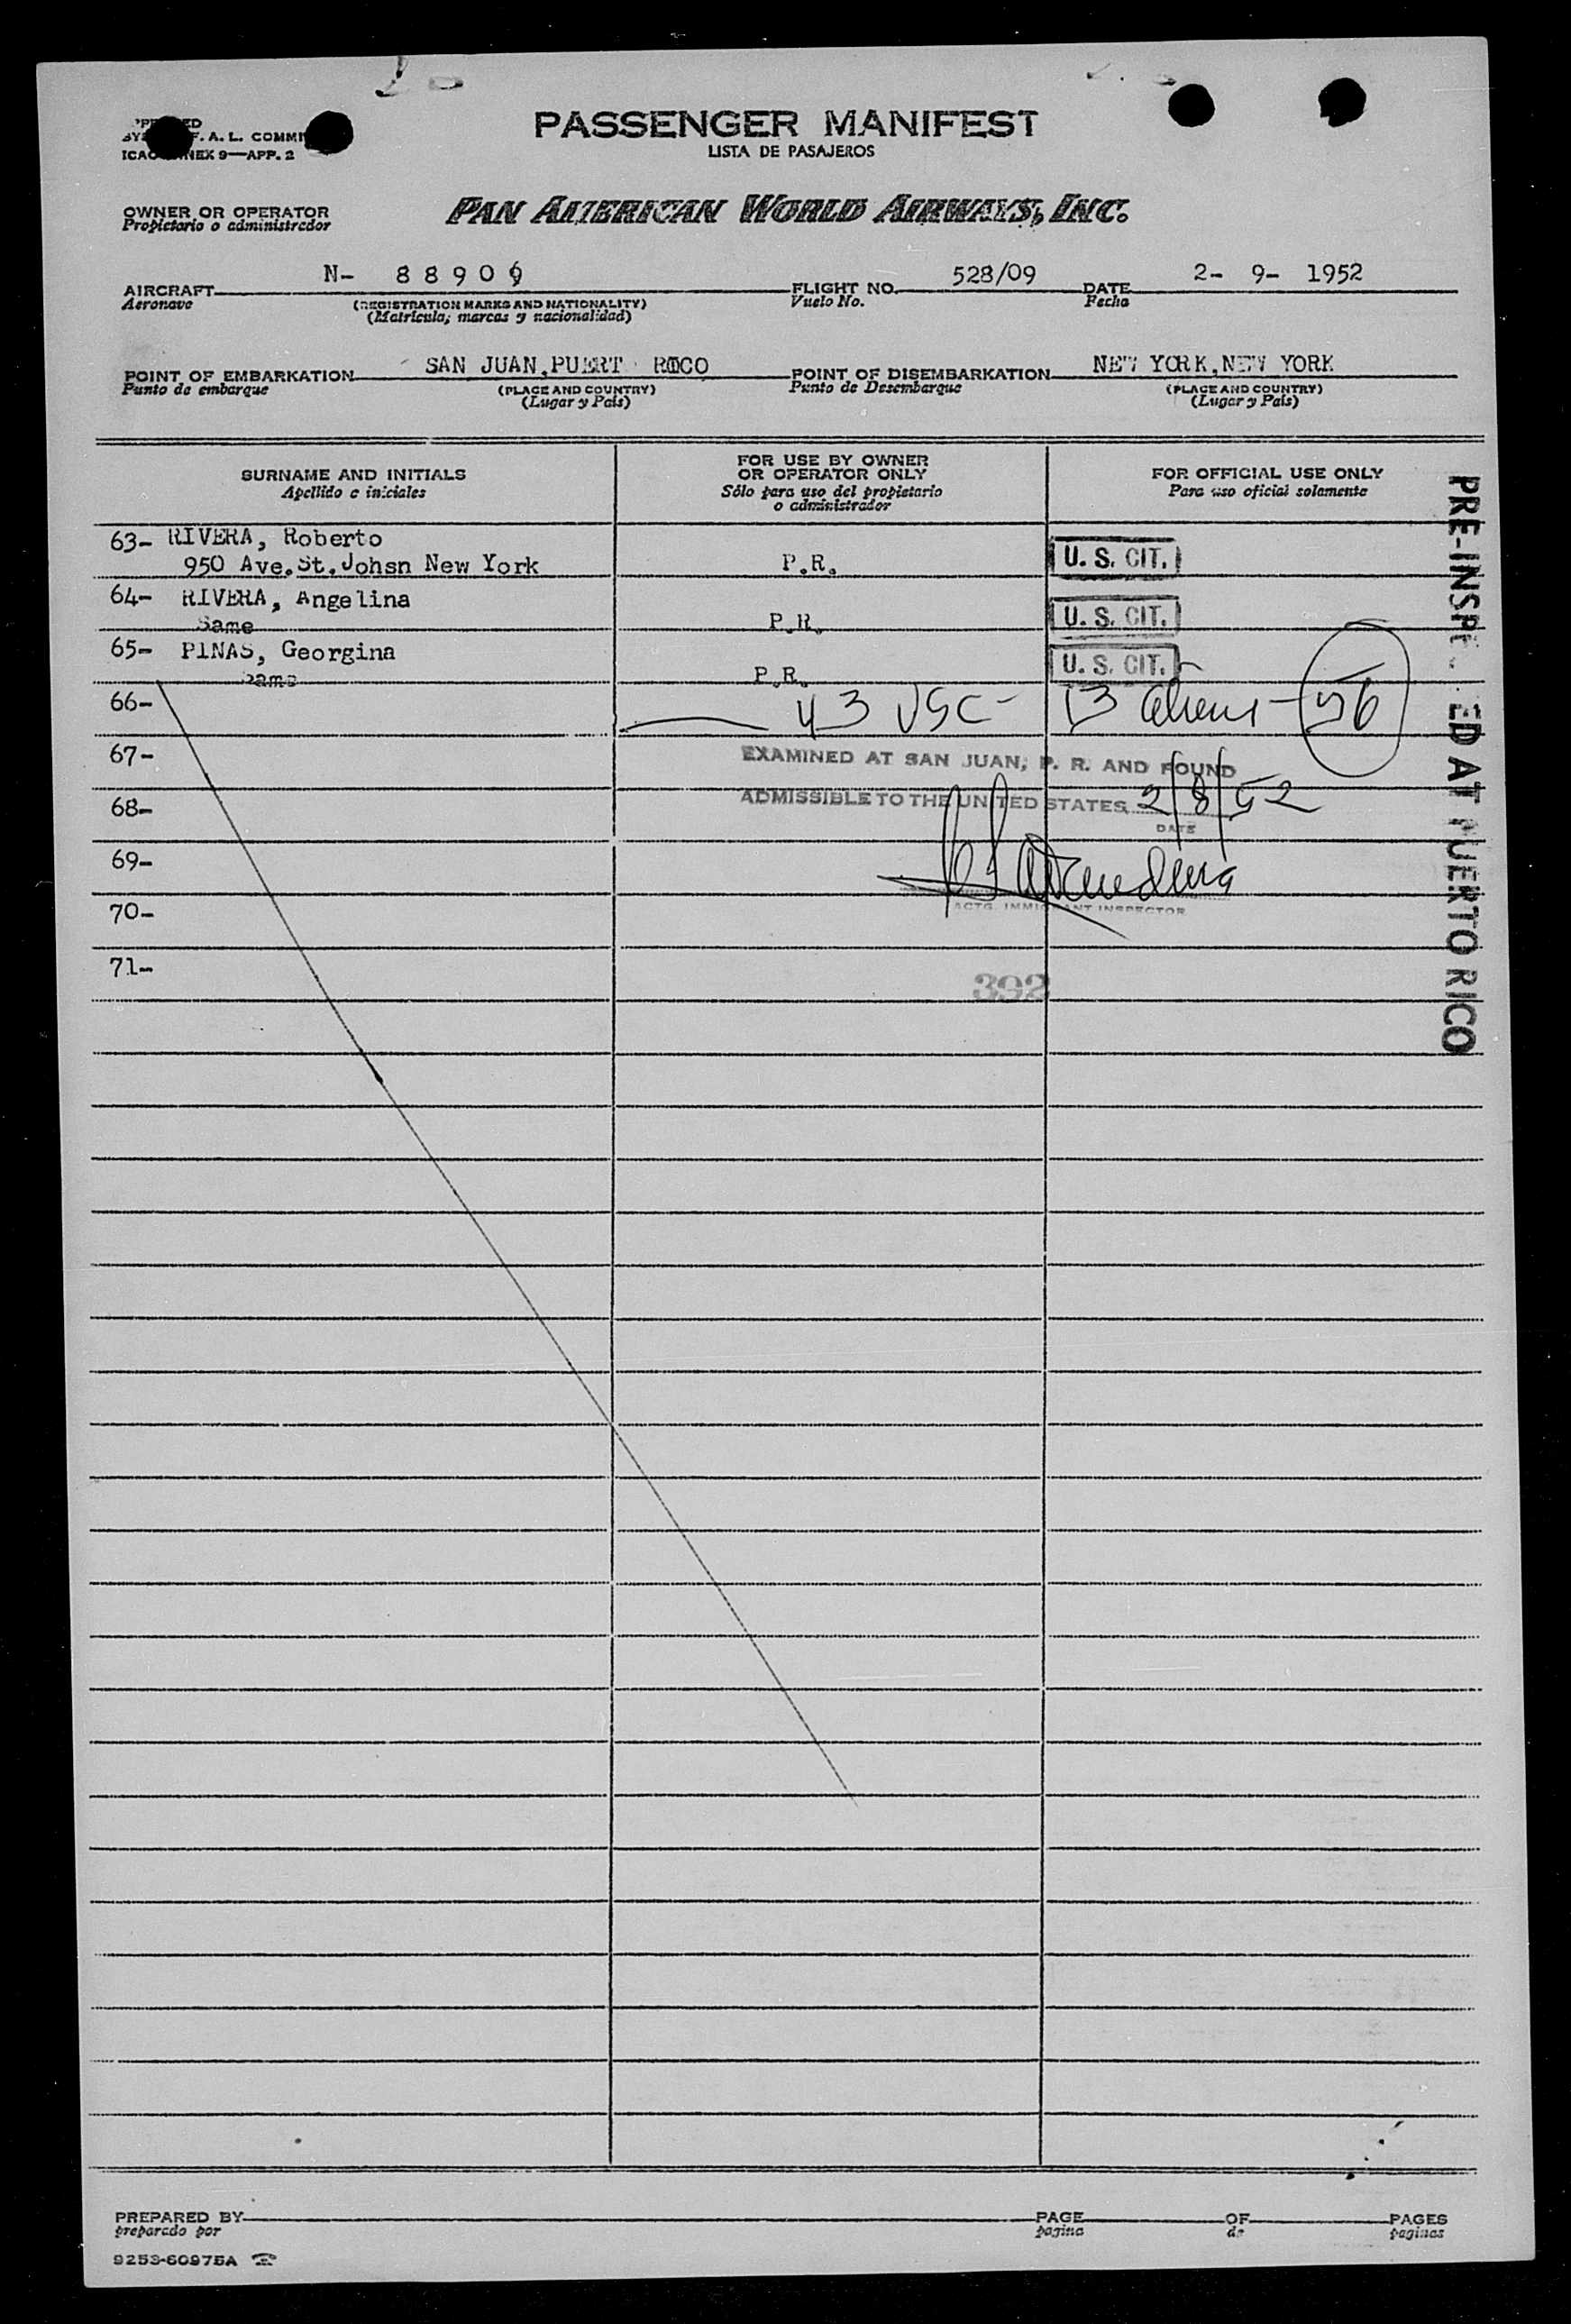 PASSENGER MANIFEST
LISTA DE PASAJEROS
F. A. L. COMMI
ICAO ANNEX 9—APP. 2
OWNER OR OPERATOR
Propietario o administrador
PAN AMERICAN WORLD AIRWAYS, INC.
N- 88909
528/09
2- 9- 1952
AIRCRAFT
FLIGHT NO.
DATE
Aeronave
(REGISTRATION MARKS AND NATIONALITY)
Vuelo No.
Fecha
(Matrícula; marcas y nacionalidad)
SAN JUAN,PUERT RICO
NEW YORK,NEW YORK
POINT OF EMBARKATION
POINT OF DISEMBARKATION
Punto de embarque
(PLACE AND COUNTRY)
Punto de Desembarque
(PLACE AND COUNTRY)
(Lugar y País)
(Lugar y País)
SURNAME AND INITIALS
Apellido e iniciales
FOR USE BY OWNER
OR OPERATOR ONLY
Sólo para uso del propietario
o administrador
FOR OFFICIAL USE ONLY
Para uso oficial solamente
63- RIVERA, Roberto
950 Ave.St.Johsn New York P.R. U. S. CIT.
64- RIVERA, Angelina
Same P.R. U. S. CIT.
65- PINAS, Georgina
Same P.R. U. S. CIT.
66- 43 USC- 13 aliens - 56
67- EXAMINED AT SAN JUAN, P. R. AND FOUND
68- ADMISSIBLE TO THE UNITED STATES 2/8/52
DATE
69-
70- ACTG. IMMIGRANT INSPECTOR
71-
392
PRE-INSPECTED AT PUERTO RICO
PREPARED BY
PAGE
OF
PAGES
preparado por
pagina
de
paginas
9253-60975A